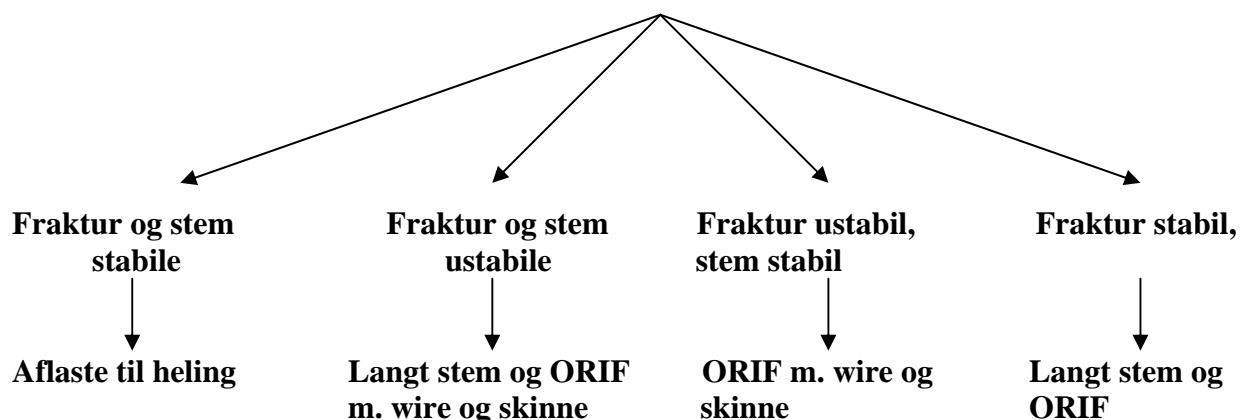 Fraktur og stem
stabile
Fraktur og stem
ustabile
Fraktur ustabil,
stem stabil
Fraktur stabil,
Aflaste til heling
Langt stem og ORIF
m. wire og skinne
ORIF m. wire og
skinne
Langt stem og
ORIF